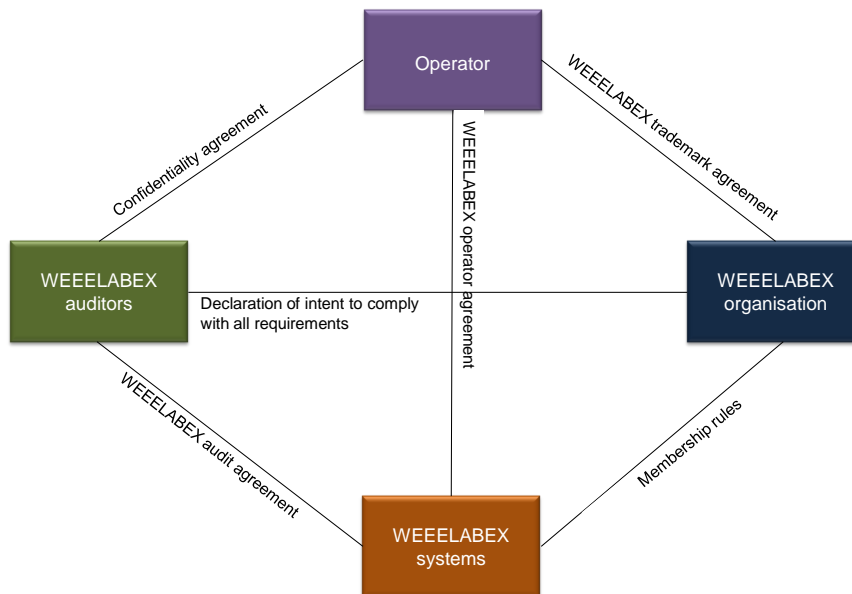 Operator
WEEELABEX trademark agreement
Confidentiality agreement
WEEELABEX operator agreement
WEEELABEX
auditors
WEEELABEX
organisation
Declaration of intent to comply
with all requirements
WEEELABEX audit agreement
Membership rules
WEEELABEX
systems